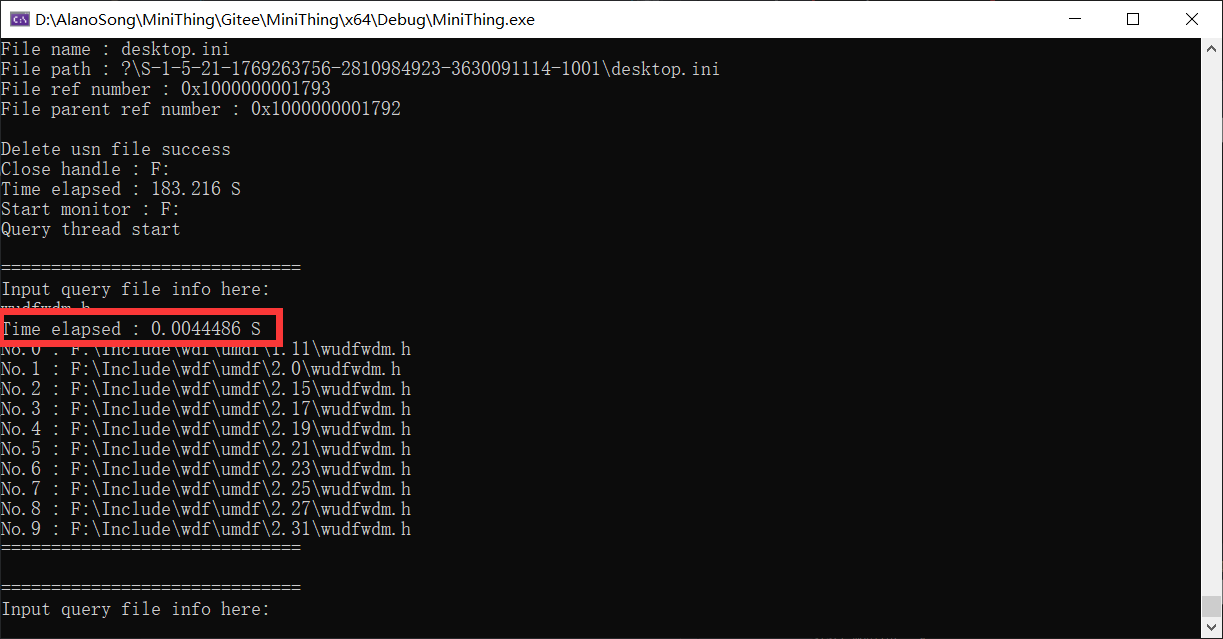 D:\AlanoSong\MiniThing\Gitee\MiniThing\x64\Debug\MiniThing.exe
File name : desktop.ini
File path : ?\S-1-5-21-1769263756-2810984923-3630091114-1001\desktop.ini
File ref number : 0x1000000001793
File parent ref number : 0x1000000001792
Delete usn file success
Close handle : F:
Time elapsed : 183.216 S
Start monitor : F:
Query thread start
==============================
Input query file info here:
wudfwdm.h
Time elapsed : 0.0044486 S
No.0 : F:\Include\wdf\umdf\1.11\wudfwdm.h
No.1 : F:\Include\wdf\umdf\2.0\wudfwdm.h
No.2 : F:\Include\wdf\umdf\2.15\wudfwdm.h
No.3 : F:\Include\wdf\umdf\2.17\wudfwdm.h
No.4 : F:\Include\wdf\umdf\2.19\wudfwdm.h
No.5 : F:\Include\wdf\umdf\2.21\wudfwdm.h
No.6 : F:\Include\wdf\umdf\2.23\wudfwdm.h
No.7 : F:\Include\wdf\umdf\2.25\wudfwdm.h
No.8 : F:\Include\wdf\umdf\2.27\wudfwdm.h
No.9 : F:\Include\wdf\umdf\2.31\wudfwdm.h
==============================
==============================
Input query file info here: